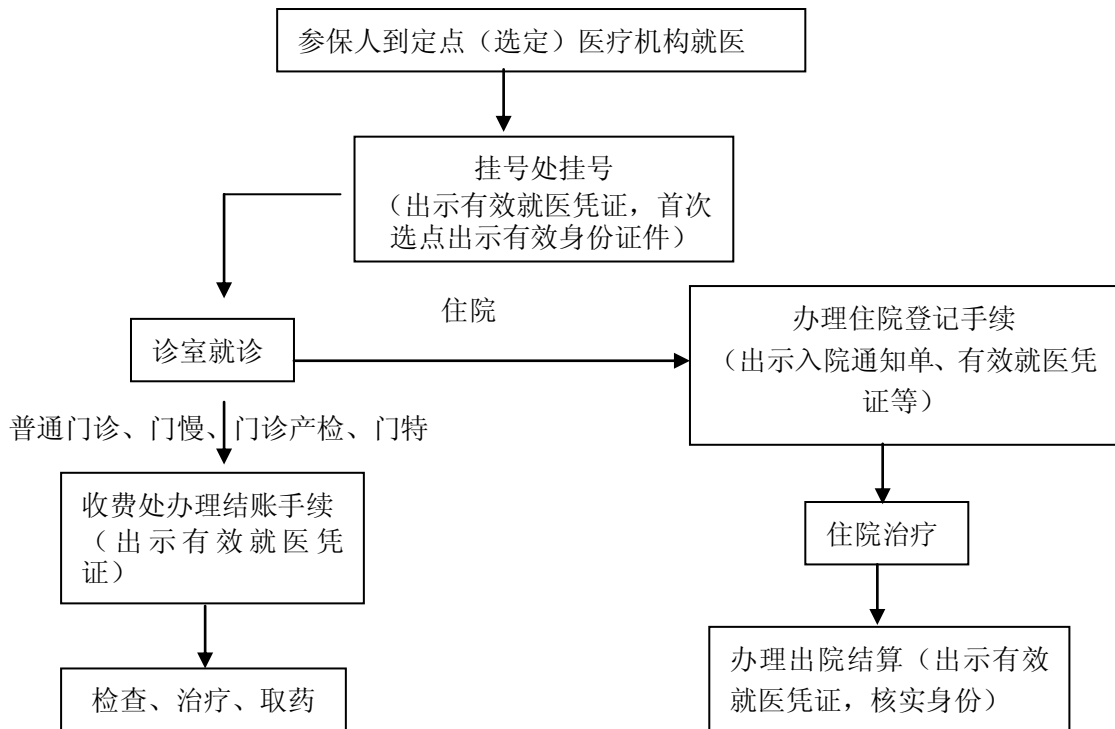 参保人到定点（选定）医疗机构就医
挂号处挂号
（出示有效就医凭证，首次
选点出示有效身份证件）
住院
诊室就诊
办理住院登记手续
（出示入院通知单、有效就医凭
证等）
普通门诊、门慢、门诊产检、门特
收费处办理结账手续
（出示有效就医凭
证）
住院治疗
检查、治疗、取药
办理出院结算（出示有效
就医凭证，核实身份）